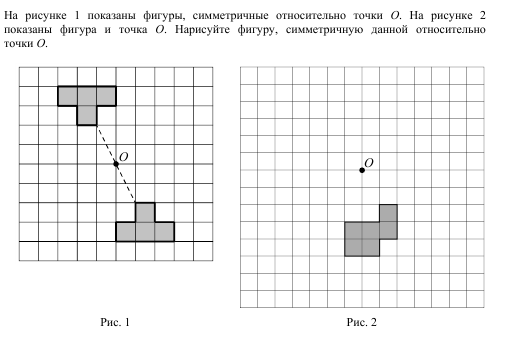 На рисунке 1 показаны фигуры, симметричные относительно точки O. На рисунке 2
показаны фигура и точка O. Нарисуйте фигуру, симметричную данной относительно
точки O.
O
O
Рис. 1
Рис. 2